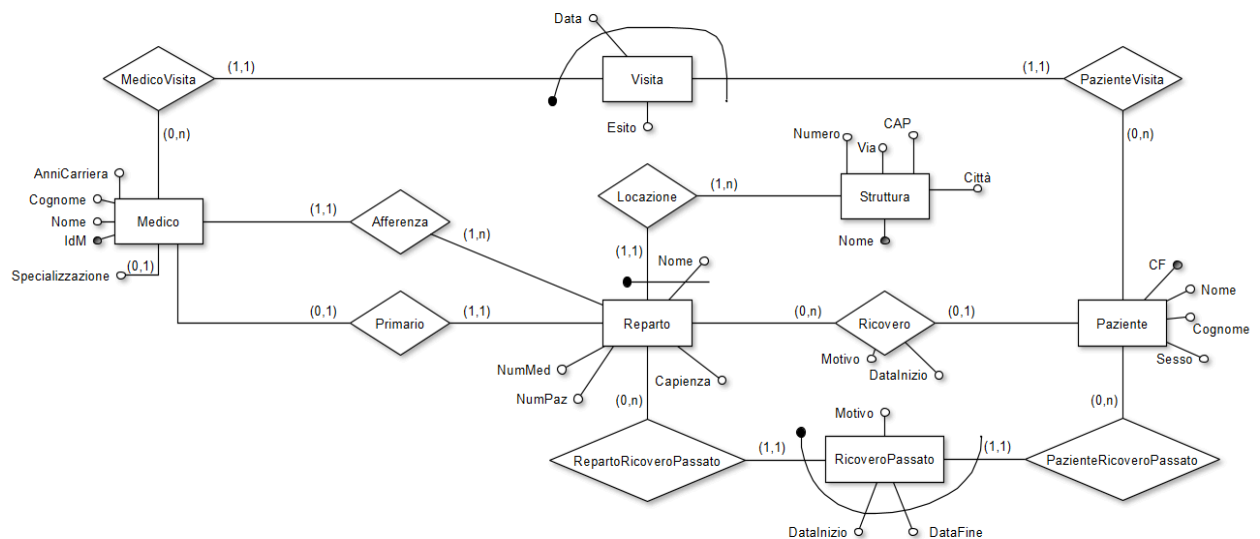 Data
MedicoVisita
(1,1)
Visita
(1,1)
PazienteVisita
Esito
(0,n)
(0,n)
Numero
CAP
Via
Città
Struttura
Nome
Locazione
(1,n)
(1,1)
AnniCarriera
Cognome
Nome
IdM
Specializzazione
(0,1)
Medico
(1,1)
Afferenza
(1,n)
Nome
(0,1)
Primario
(1,1)
Reparto
(0,n)
Ricovero
(0,1)
Motivo
DataInizio
CF
Nome
Cognome
Sesso
Paziente
NumMed
NumPaz
Capienza
(0,n)
(0,n)
Motivo
RepartoRicoveroPassato
(1,1)
RicoveroPassato
(1,1)
PazienteRicoveroPassato
DataInizio
DataFine